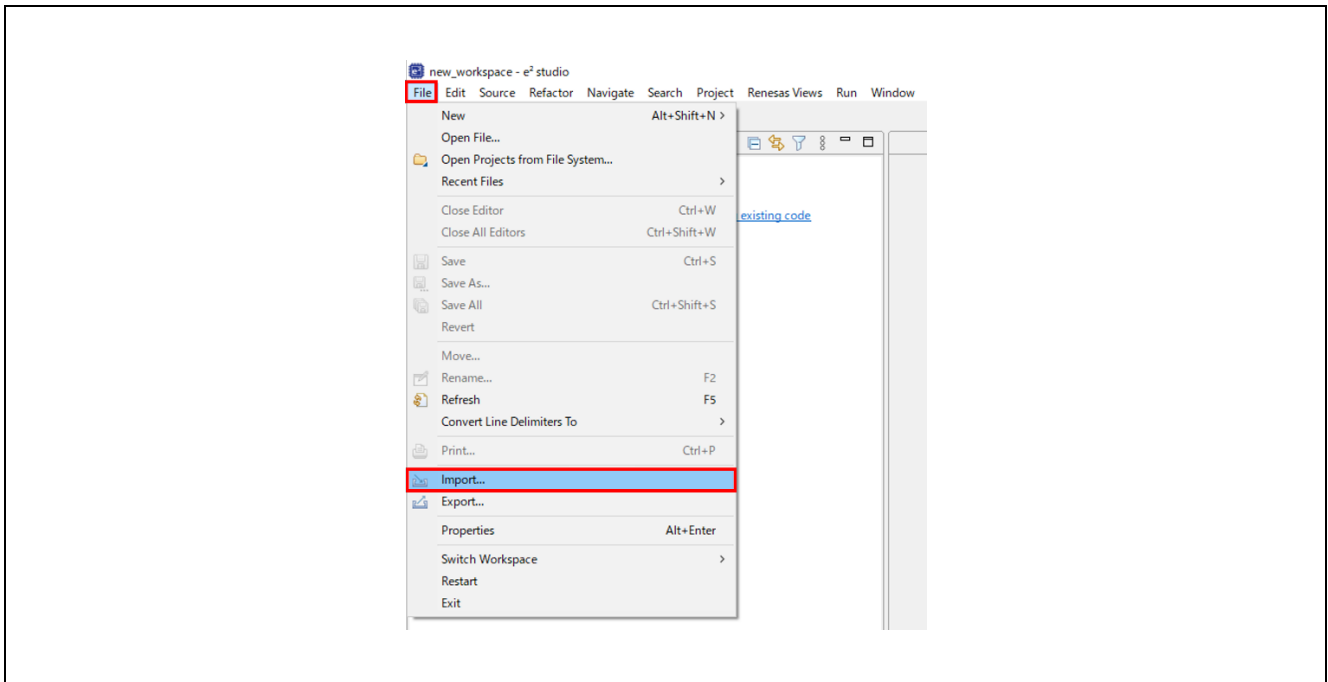 new_workspace - e² studio
File Edit Source Refactor Navigate Search Project Renesas Views Run Window
New Alt+Shift+N >
Open File...
Open Projects from File System...
Recent Files >
Close Editor Ctrl+W
existing code
Close All Editors Ctrl+Shift+W
Save Ctrl+S
Save As...
Save All Ctrl+Shift+S
Revert
Move...
Rename... F2
Refresh F5
Convert Line Delimiters To >
Print... Ctrl+P
Import...
Export...
Properties Alt+Enter
Switch Workspace >
Restart
Exit